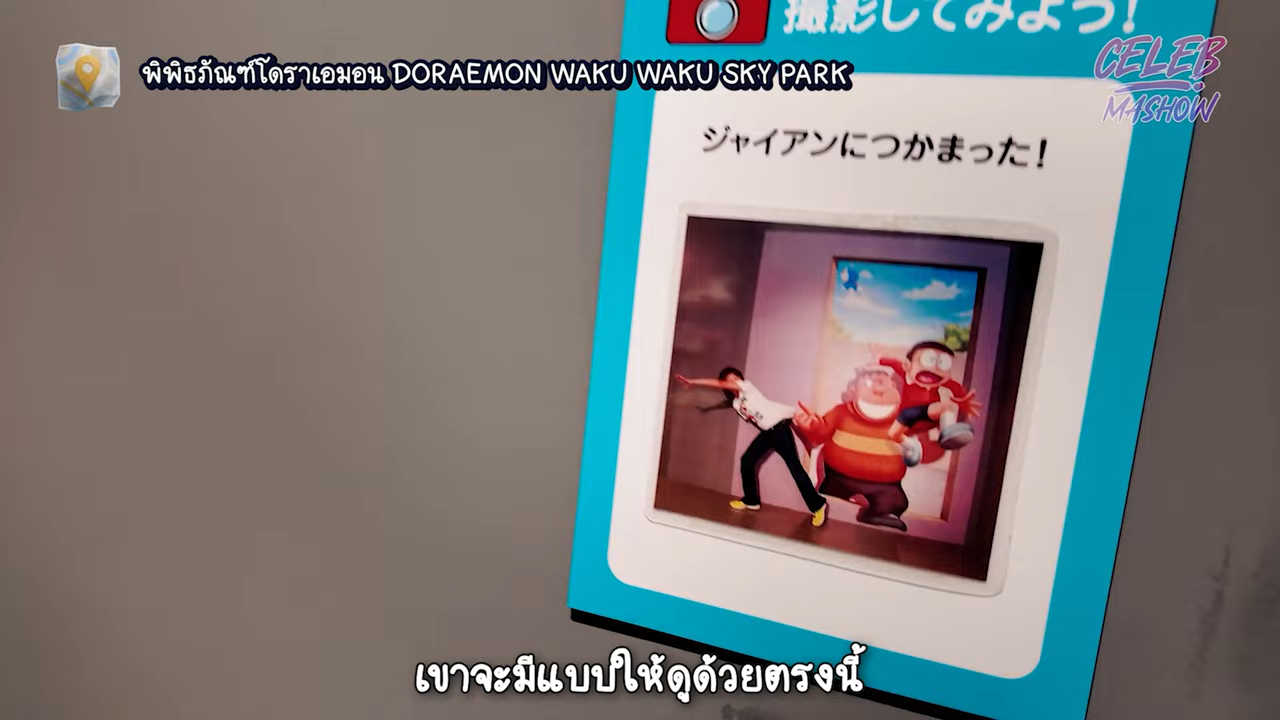 撮影してみよう!
CELEB
MASHOW
พิพิธภัณฑ์โดราเอมอน DORAEMON WAKU WAKU SKY PARK
ジャイアンにつかまった!
เขาจะมีแบบให้ดูด้วยตรงนี้